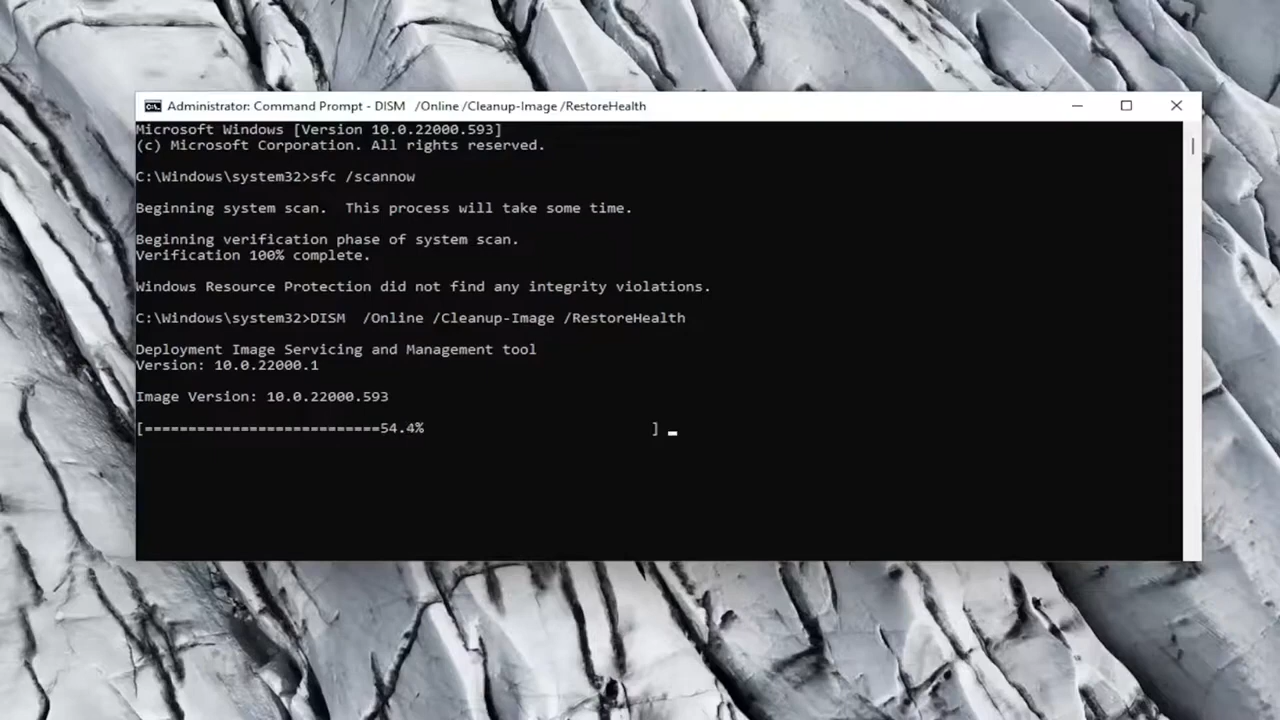 Administrator: Command Prompt - DISM  /Online /Cleanup-Image /RestoreHealth
Microsoft Windows [Version 10.0.22000.593]
(c) Microsoft Corporation. All rights reserved.
C:\Windows\system32>sfc /scannow
Beginning system scan.  This process will take some time.
Beginning verification phase of system scan.
Verification 100% complete.
Windows Resource Protection did not find any integrity violations.
C:\Windows\system32>DISM  /Online /Cleanup-Image /RestoreHealth
Deployment Image Servicing and Management tool
Version: 10.0.22000.1
Image Version: 10.0.22000.593
[===========================54.4%                          ]